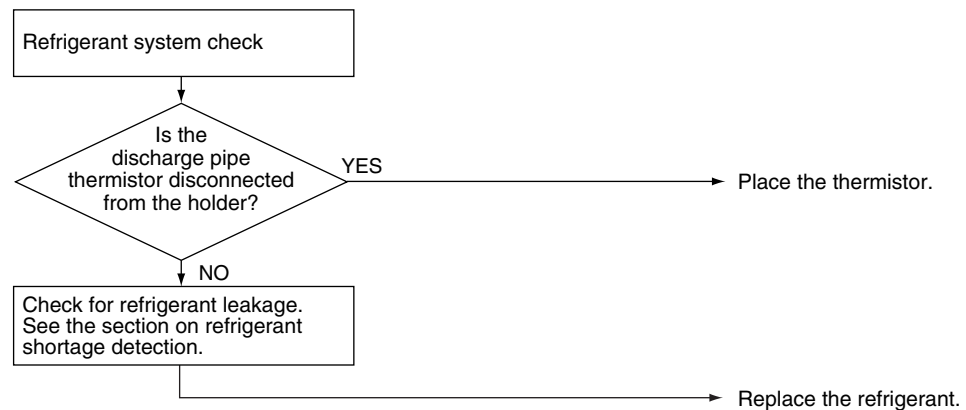 Refrigerant system check
Is the
discharge pipe
thermistor disconnected
from the holder?
YES
Place the thermistor.
NO
Check for refrigerant leakage.
See the section on refrigerant
shortage detection.
Replace the refrigerant.